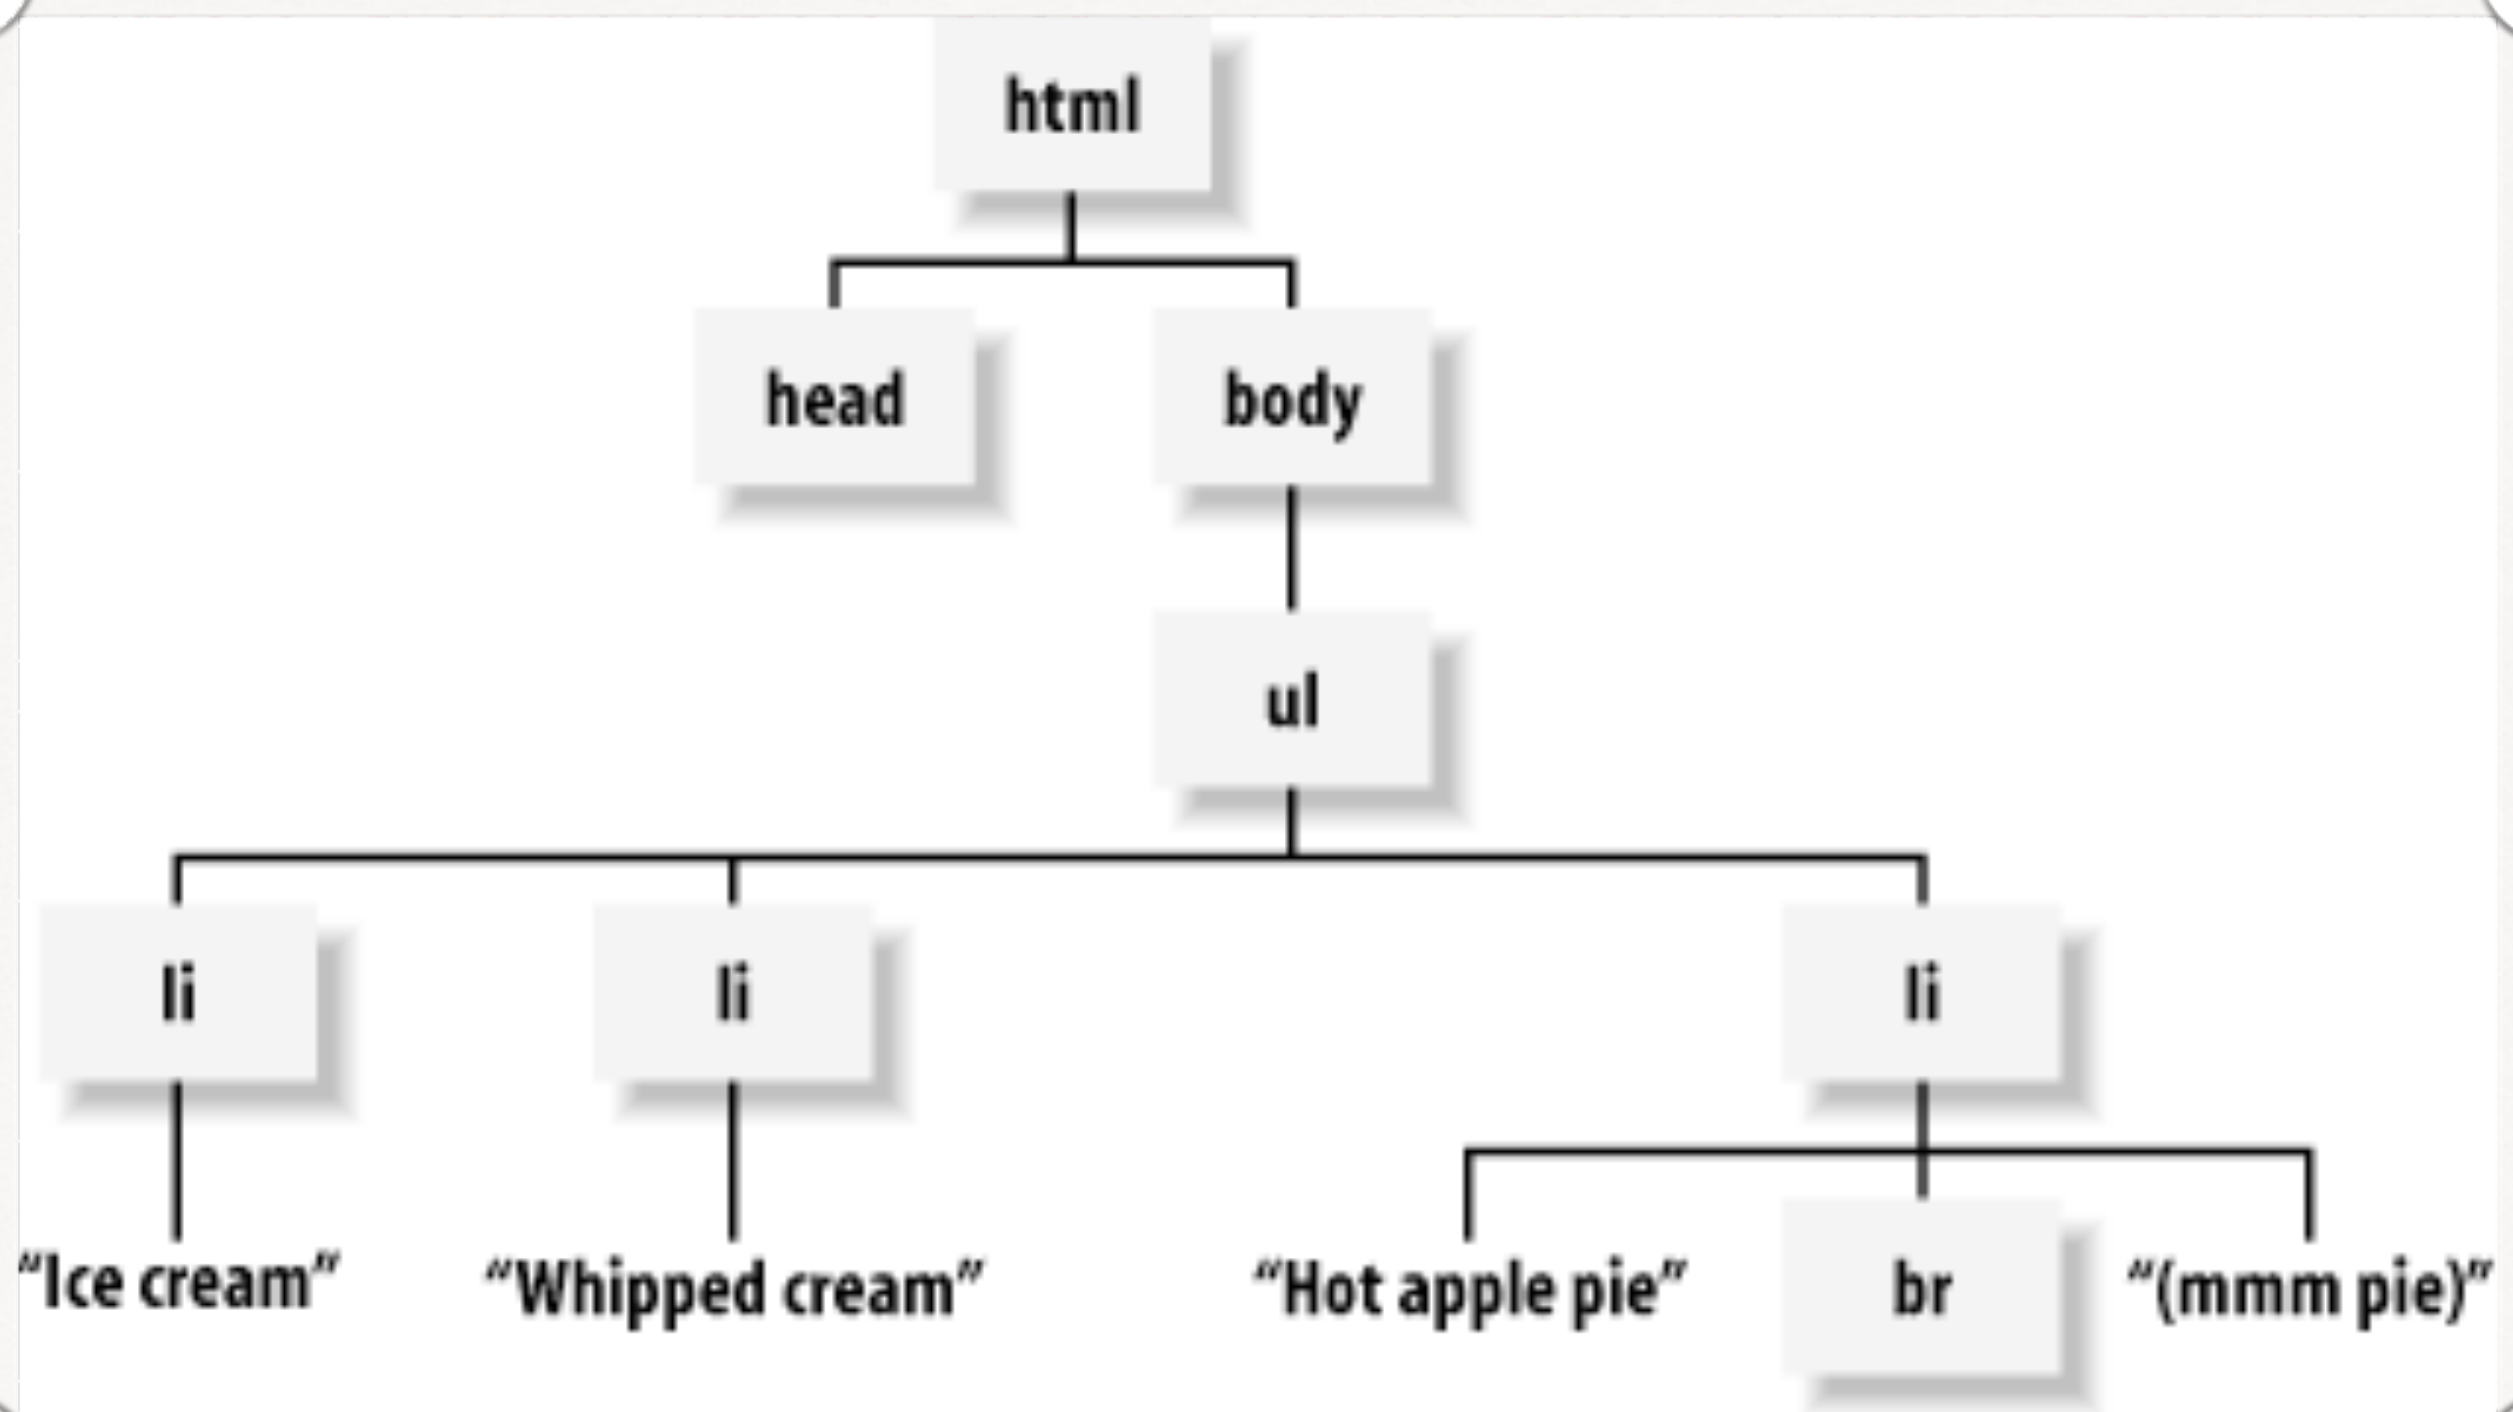 html
head body
ul
li li li
“Ice cream” “Whipped cream” “Hot apple pie” br “(mmm pie)”